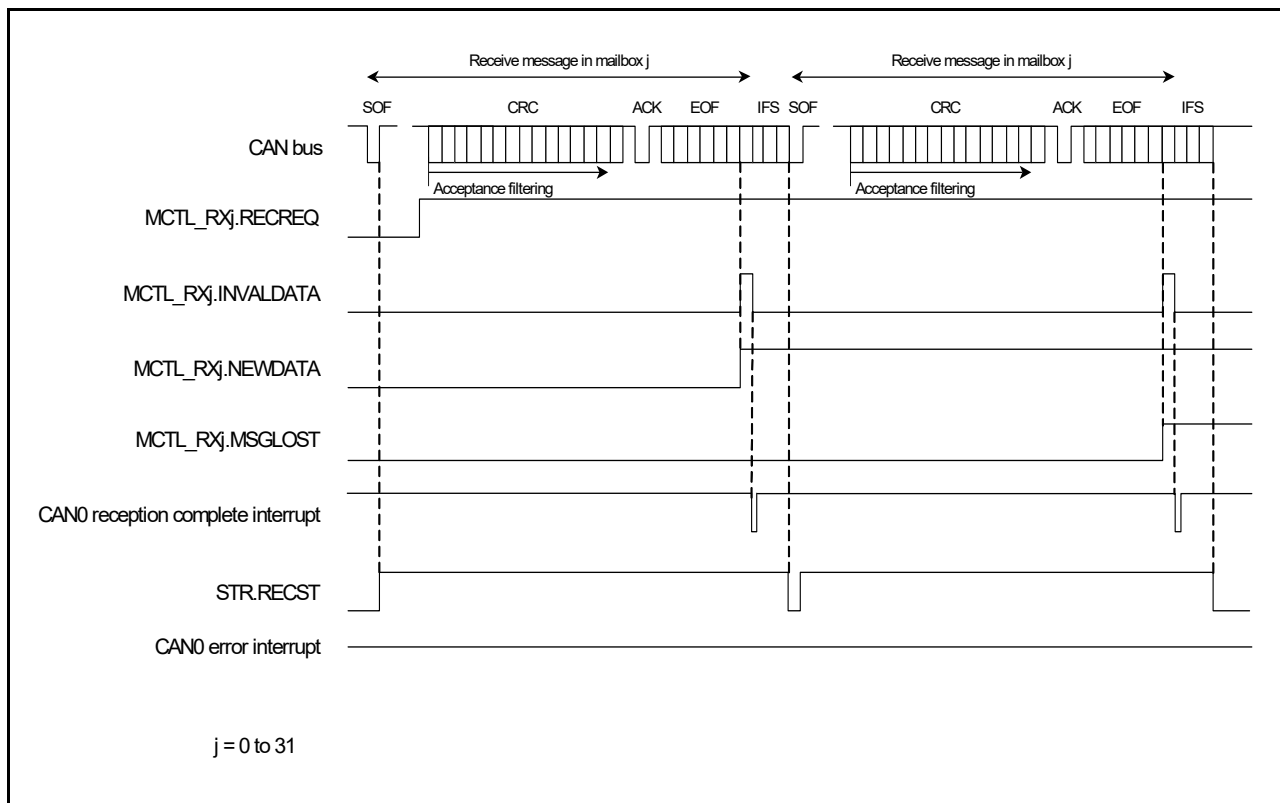 Receive message in mailbox j Receive message in mailbox j
SOF CRC ACK EOF IFS SOF CRC ACK EOF IFS
CAN bus
Acceptance filtering Acceptance filtering
MCTL_RXj.RECREQ
MCTL_RXj.INVALDATA
MCTL_RXj.NEWDATA
MCTL_RXj.MSGLOST
CAN0 reception complete interrupt
STR.RECST
CAN0 error interrupt
j = 0 to 31